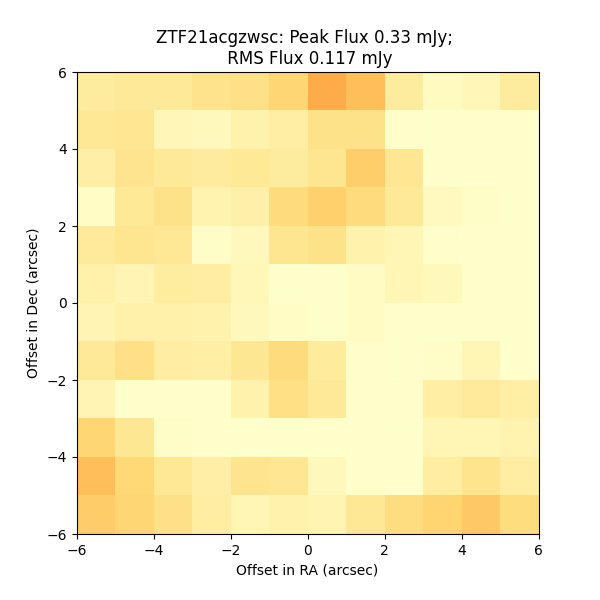 ZTF21acgzwsc: Peak Flux 0.33 mJy;
RMS Flux 0.117 mJy
6
4
2
0
−2
−4
−6
Offset in Dec (arcsec)
−6 −4 −2 0 2 4 6
Offset in RA (arcsec)